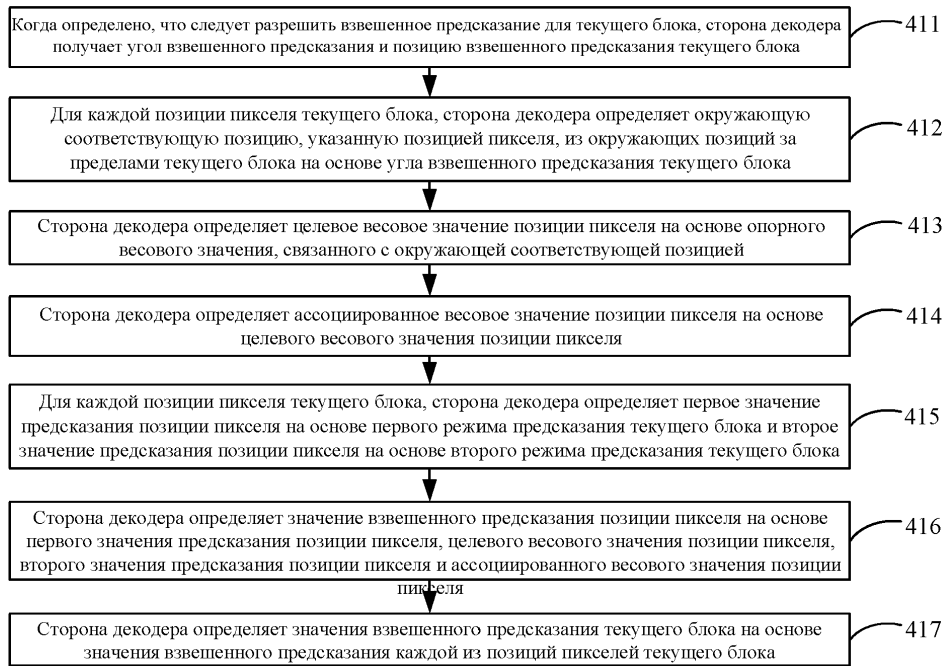 Когда определено, что следует разрешить взвешенное предсказание для текущего блока, сторона декодера
получает угол взвешенного предсказания и позицию взвешенного предсказания текущего блока
411
Для каждой позиции пикселя текущего блока, сторона декодера определяет окружающую
соответствующую позицию, указанную позицией пикселя, из окружающих позиций за
пределами текущего блока на основе угла взвешенного предсказания текущего блока
412
Сторона декодера определяет целевое весовое значение позиции пикселя на основе опорного
весового значения, связанного с окружающей соответствующей позицией
413
Сторона декодера определяет ассоциированное весовое значение позиции пикселя на основе
целевого весового значения позиции пикселя
414
Для каждой позиции пикселя текущего блока, сторона декодера определяет первое значение
предсказания позиции пикселя на основе первого режима предсказания текущего блока и второе
значение предсказания позиции пикселя на основе второго режима предсказания текущего блока
415
Сторона декодера определяет значение взвешенного предсказания позиции пикселя на основе
первого значения предсказания позиции пикселя, целевого весового значения позиции пикселя,
второго значения предсказания позиции пикселя и ассоциированного весового значения позиции
пикселя
416
Сторона декодера определяет значения взвешенного предсказания текущего блока на основе
значения взвешенного предсказания каждой из позиций пикселей текущего блока
417